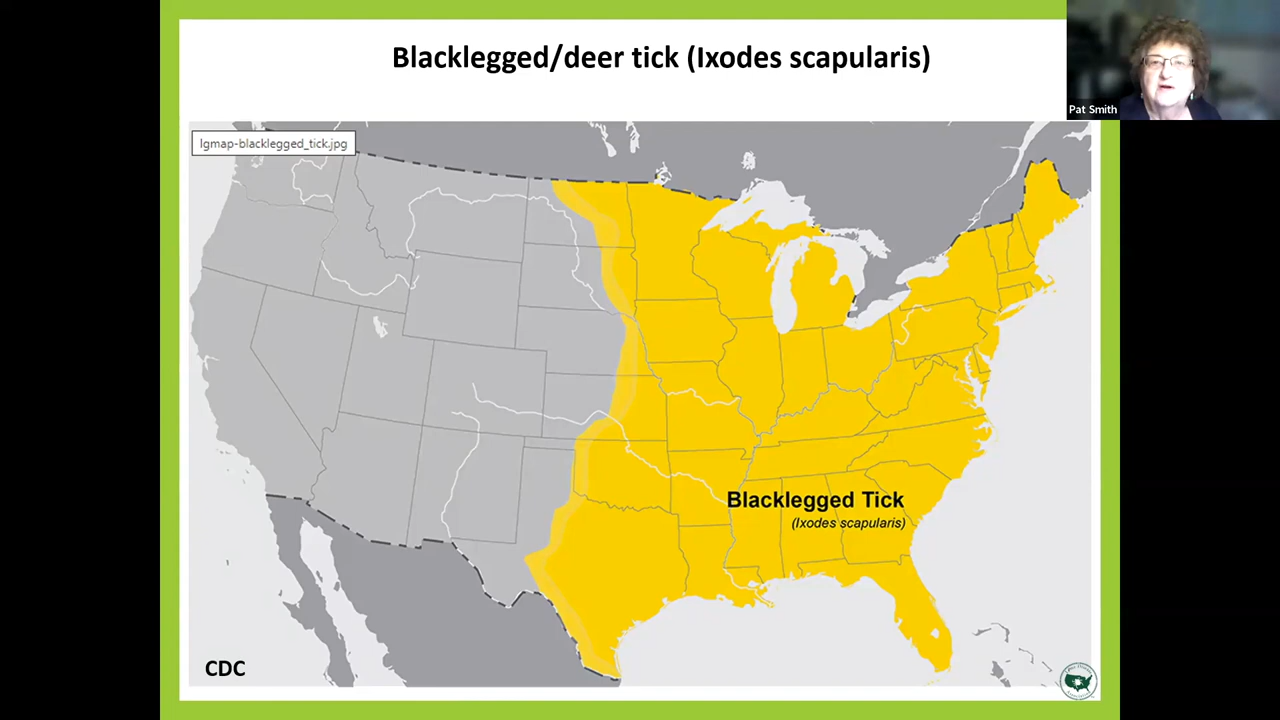 Blacklegged/deer tick (Ixodes scapularis)
Pat Smith
lgmap-blacklegged_tick.jpg
Blacklegged Tick
(Ixodes scapularis)
CDC